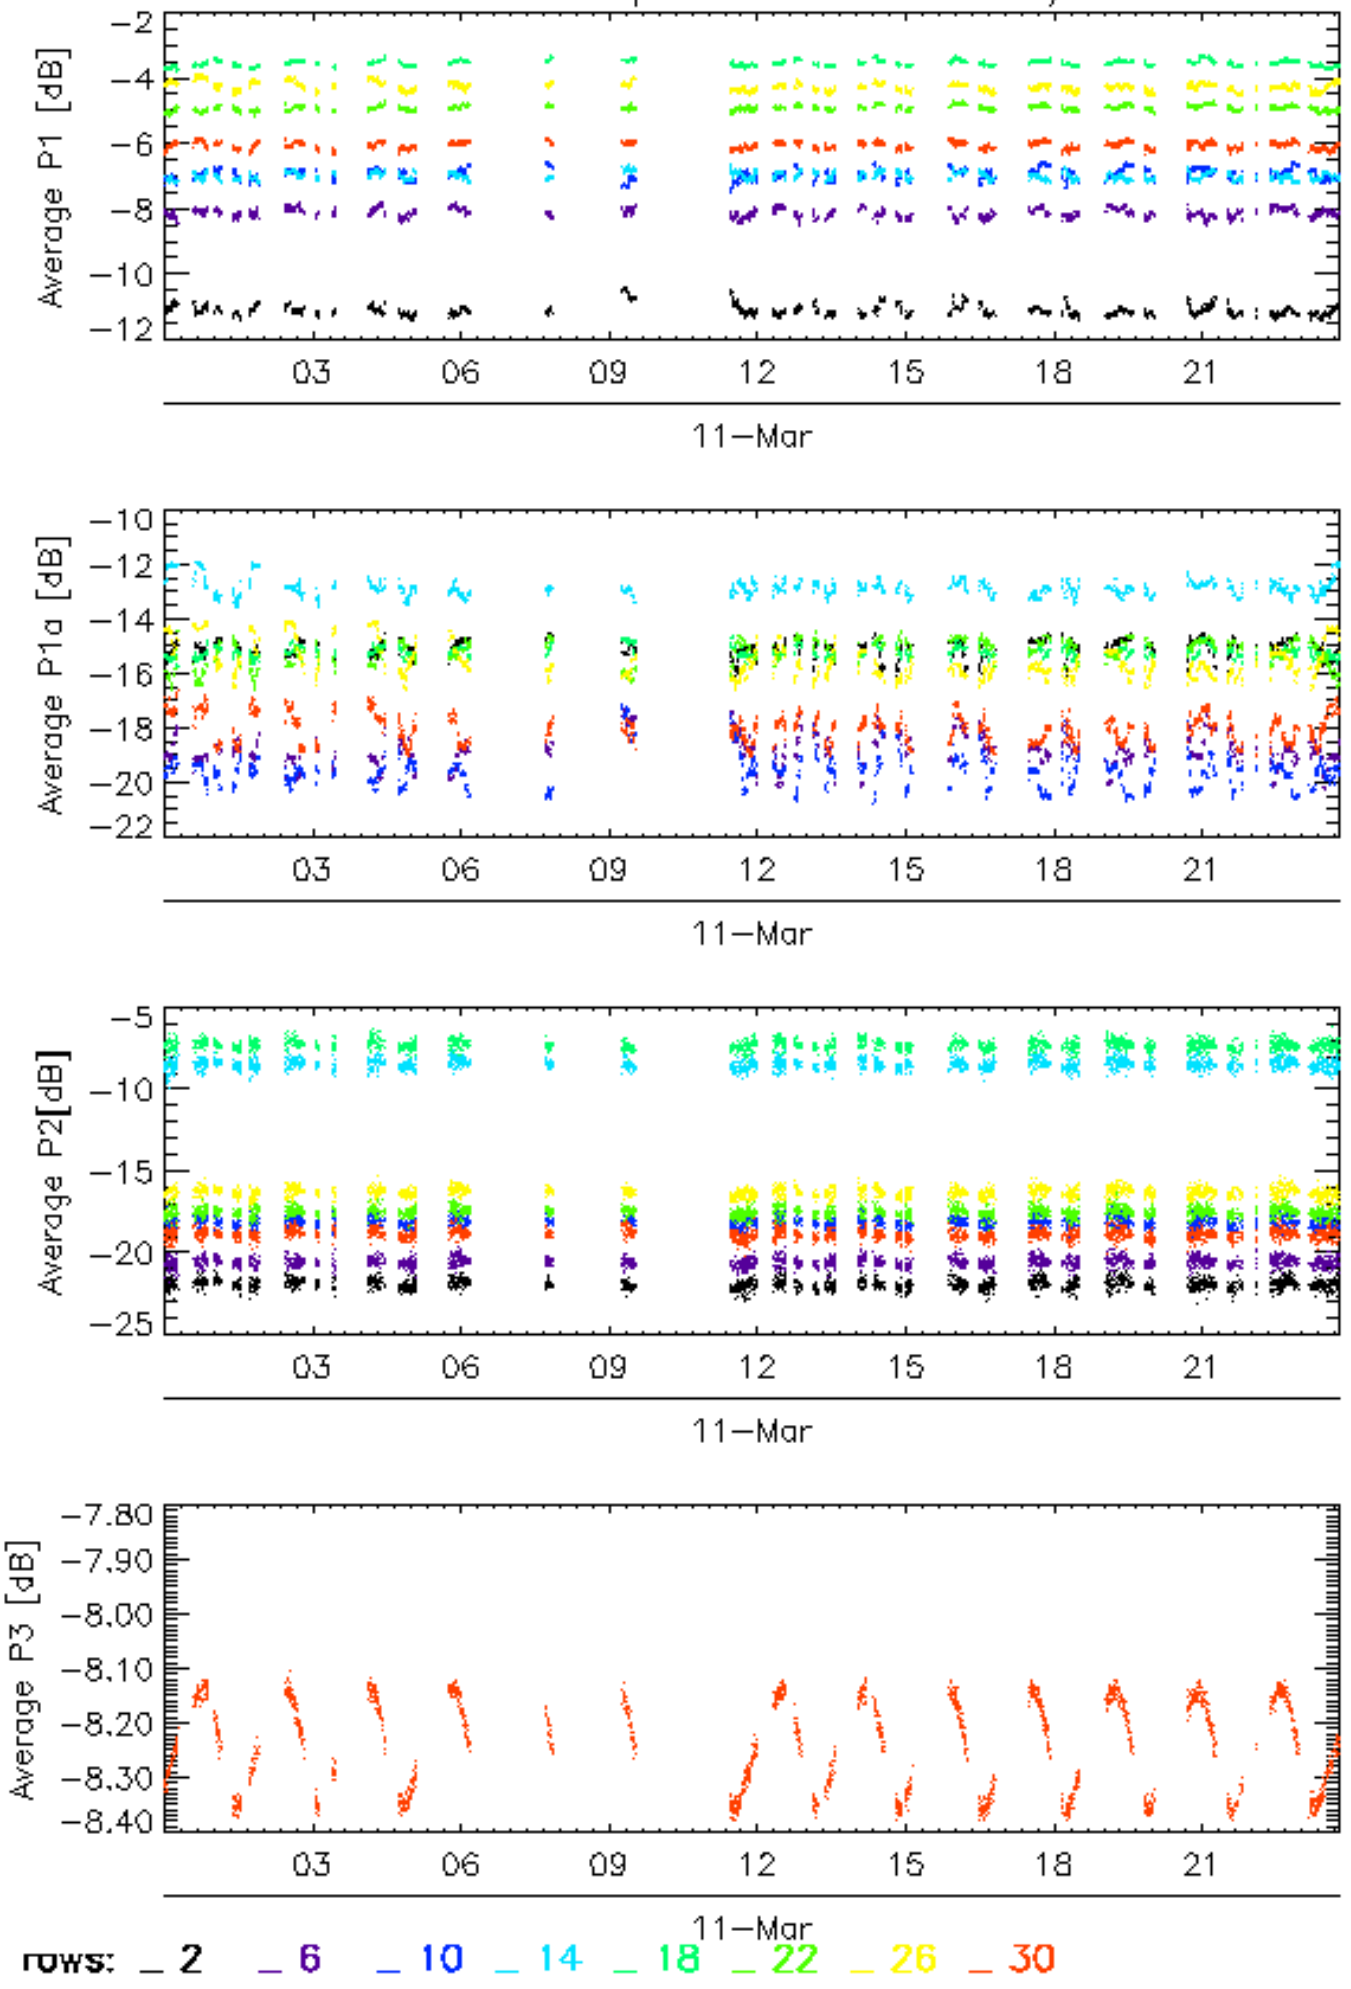 Average P1 [dB]
−2
−4
−6
−8
−10
−12
03 06 09 12 15 18 21
11−Mar
Average P1a [dB]
−10
−12
−14
−16
−18
−20
−22
03 06 09 12 15 18 21
11−Mar
Average P2[dB]
−5
−10
−15
−20
−25
03 06 09 12 15 18 21
11−Mar
Average P3 [dB]
−7.80
−7.90
−8.00
−8.10
−8.20
−8.30
−8.40
03 06 09 12 15 18 21
11−Mar
rows: _ 2 _ 6 _ 10 _ 14 _ 18 _ 22 _ 26 _ 30